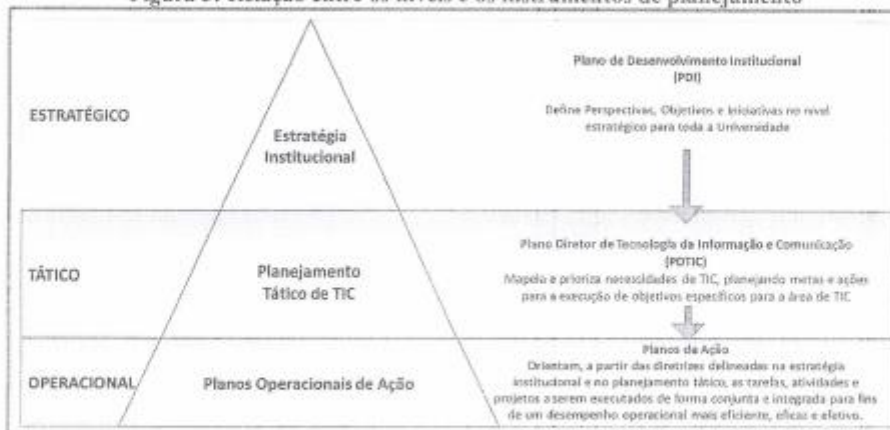 Plano de Desenvolvimento Institucional
(PDI)
Define Perspectivas, Objetivos e Iniciativas no nível
estratégico para toda a Universidade
ESTRATÉGICO
Estratégia
Institucional
Plano Diretor de Tecnologia da Informação e Comunicação
(PDTIC)
Mapeia e prioriza necessidades de TIC, planejando metas e ações
para a execução de objetivos específicos para a área de TIC
TÁTICO
Planejamento
Tático de TIC
Planos de Ação
Orientam, a partir das diretrizes delineadas na estratégia
institucional e no planejamento tático, as tarefas, atividades e
projetos a serem executados de forma conjunta e integrada para fins
de um desempenho operacional mais eficiente, eficaz e efetivo.
OPERACIONAL
Planos Operacionais de Ação